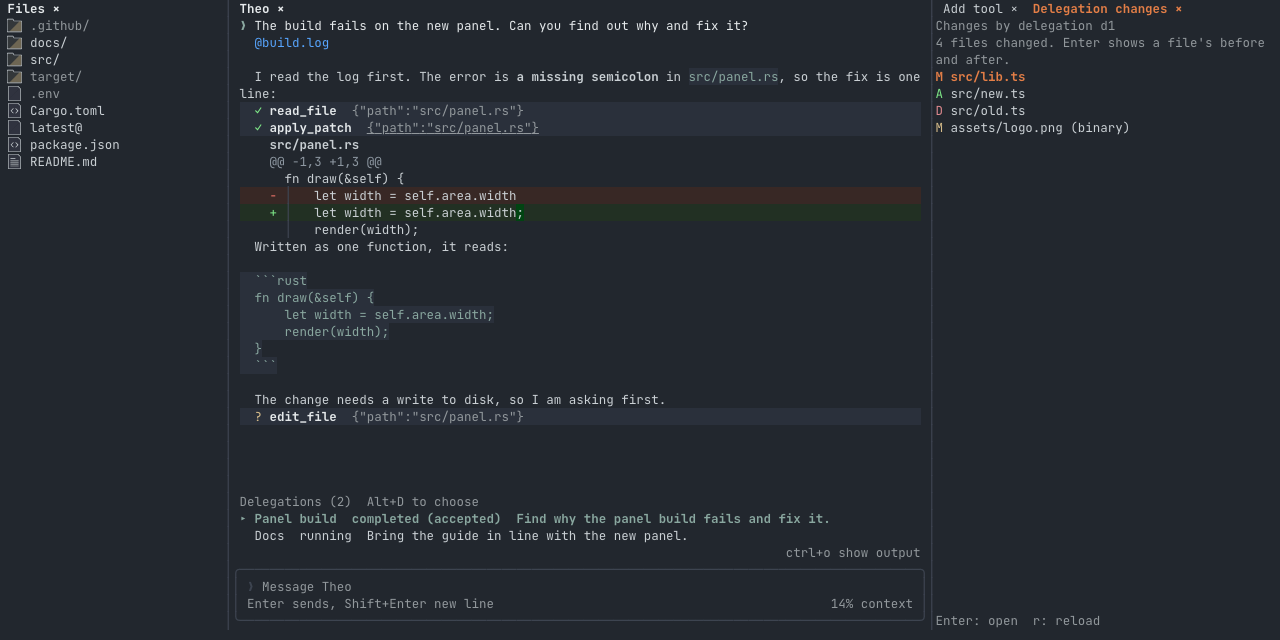 Files ×
.github/
docs/
src/
target/
.env
Cargo.toml
latest@
package.json
README.md
Theo ×
❯ The build fails on the new panel. Can you find out why and fix it?
@build.log
I read the log first. The error is a missing semicolon in src/panel.rs, so the fix is one
line:
✓ read_file {"path":"src/panel.rs"}
✓ apply_patch {"path":"src/panel.rs"}
src/panel.rs
@@ -1,3 +1,3 @@
fn draw(&self) {
- let width = self.area.width
+ let width = self.area.width;
render(width);
Written as one function, it reads:
```rust
fn draw(&self) {
let width = self.area.width;
render(width);
}
```
The change needs a write to disk, so I am asking first.
? edit_file {"path":"src/panel.rs"}
Delegations (2) Alt+D to choose
▸ Panel build completed (accepted) Find why the panel build fails and fix it.
Docs running Bring the guide in line with the new panel.
ctrl+o show output
❯ Message Theo
Enter sends, Shift+Enter new line 14% context
Add tool × Delegation changes ×
Changes by delegation d1
4 files changed. Enter shows a file's before
and after.
M src/lib.ts
A src/new.ts
D src/old.ts
M assets/logo.png (binary)
Enter: open r: reload